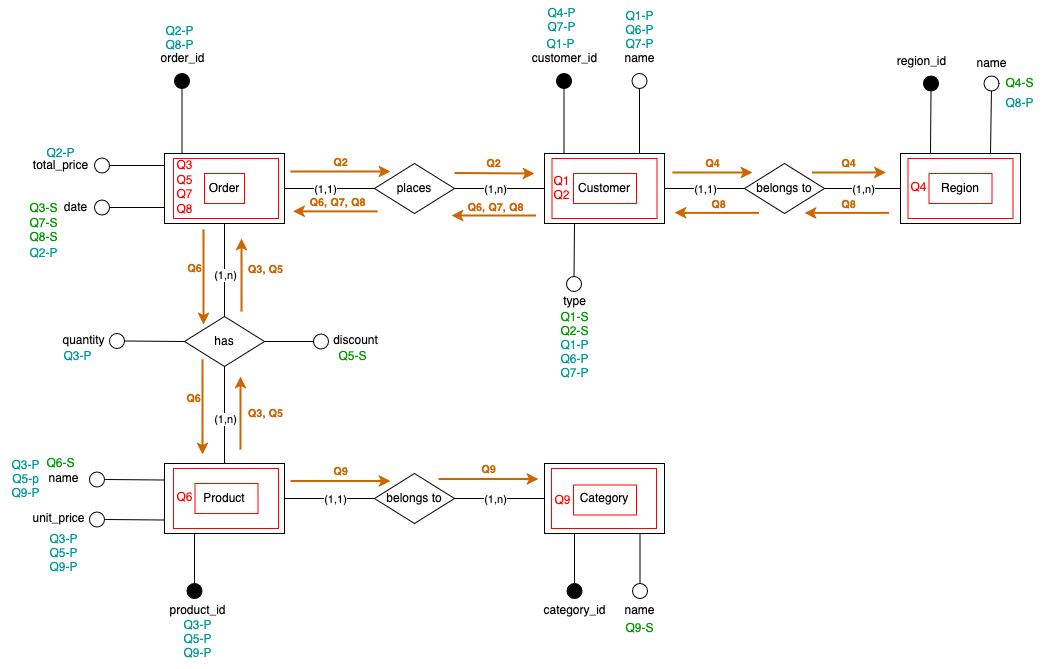 Q2-P
Q8-P
order_id
Q4-P
Q7-P
Q1-P
customer_id
Q1-P
Q6-P
Q7-P
name
region_id
name
Q4-S
Q8-P
Q2-P
total_price
Q3-S
date
Q7-S
Q8-S
Q2-P
Q3
Q5
Q7
Q8
Order
Q2
(1,1)
Q6, Q7, Q8
places
Q2
(1,n)
Q6, Q7, Q8
Q1
Q2
Customer
Q4
(1,1)
Q8
belongs to
Q4
(1,n)
Q8
Q4
Region
Q6
(1,n)
Q3, Q5
type
Q1-S
Q2-S
Q1-P
Q6-P
Q7-P
quantity
Q3-P
has
discount
Q5-S
Q6
(1,n)
Q3, Q5
Q3-P
Q6-S
Q5-p
name
Q9-P
unit_price
Q3-P
Q5-P
Q9-P
Q6
Product
Q9
(1,1)
belongs to
Q9
(1,n)
Q9
Category
product_id
Q3-P
Q5-P
Q9-P
category_id
name
Q9-S